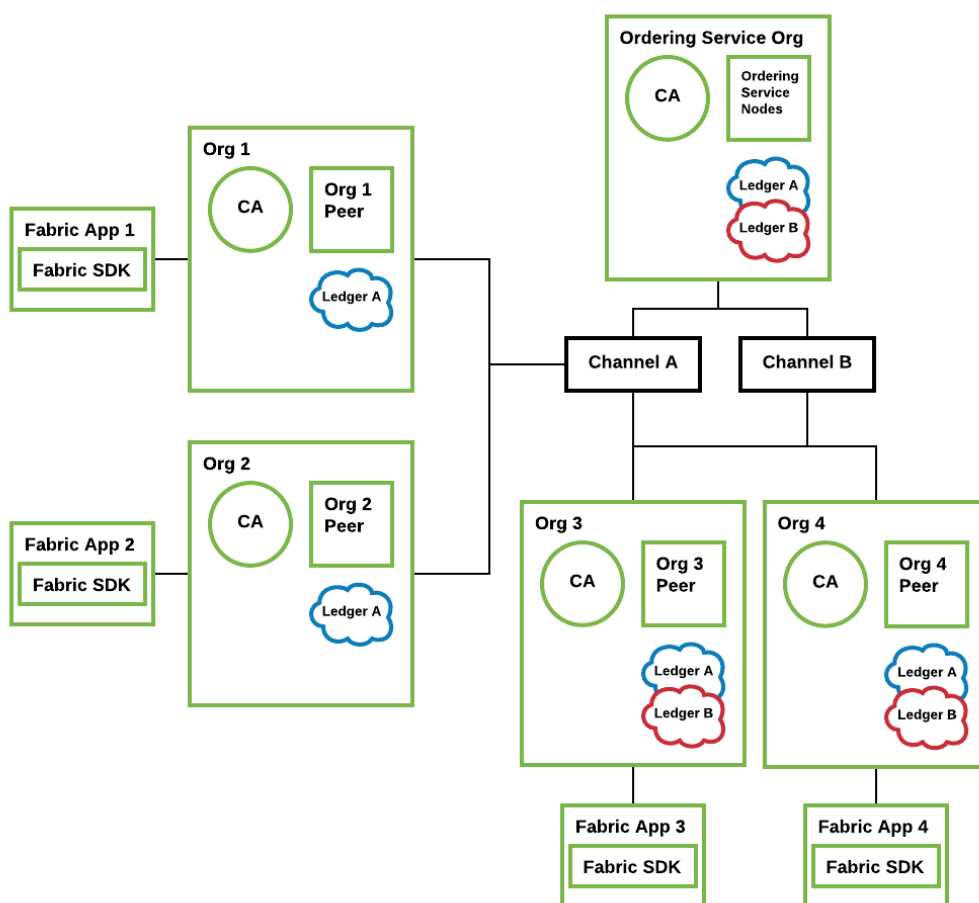 Ordering Service Org
CA
Ordering
Service
Nodes
Ledger A
Ledger B
Org 1
CA
Org 1
Peer
Ledger A
Fabric App 1
Fabric SDK
Channel A
Channel B
Org 2
CA
Org 2
Peer
Ledger A
Fabric App 2
Fabric SDK
Org 3
CA
Org 3
Peer
Ledger A
Ledger B
Org 4
CA
Org 4
Peer
Ledger A
Ledger B
Fabric App 3
Fabric SDK
Fabric App 4
Fabric SDK